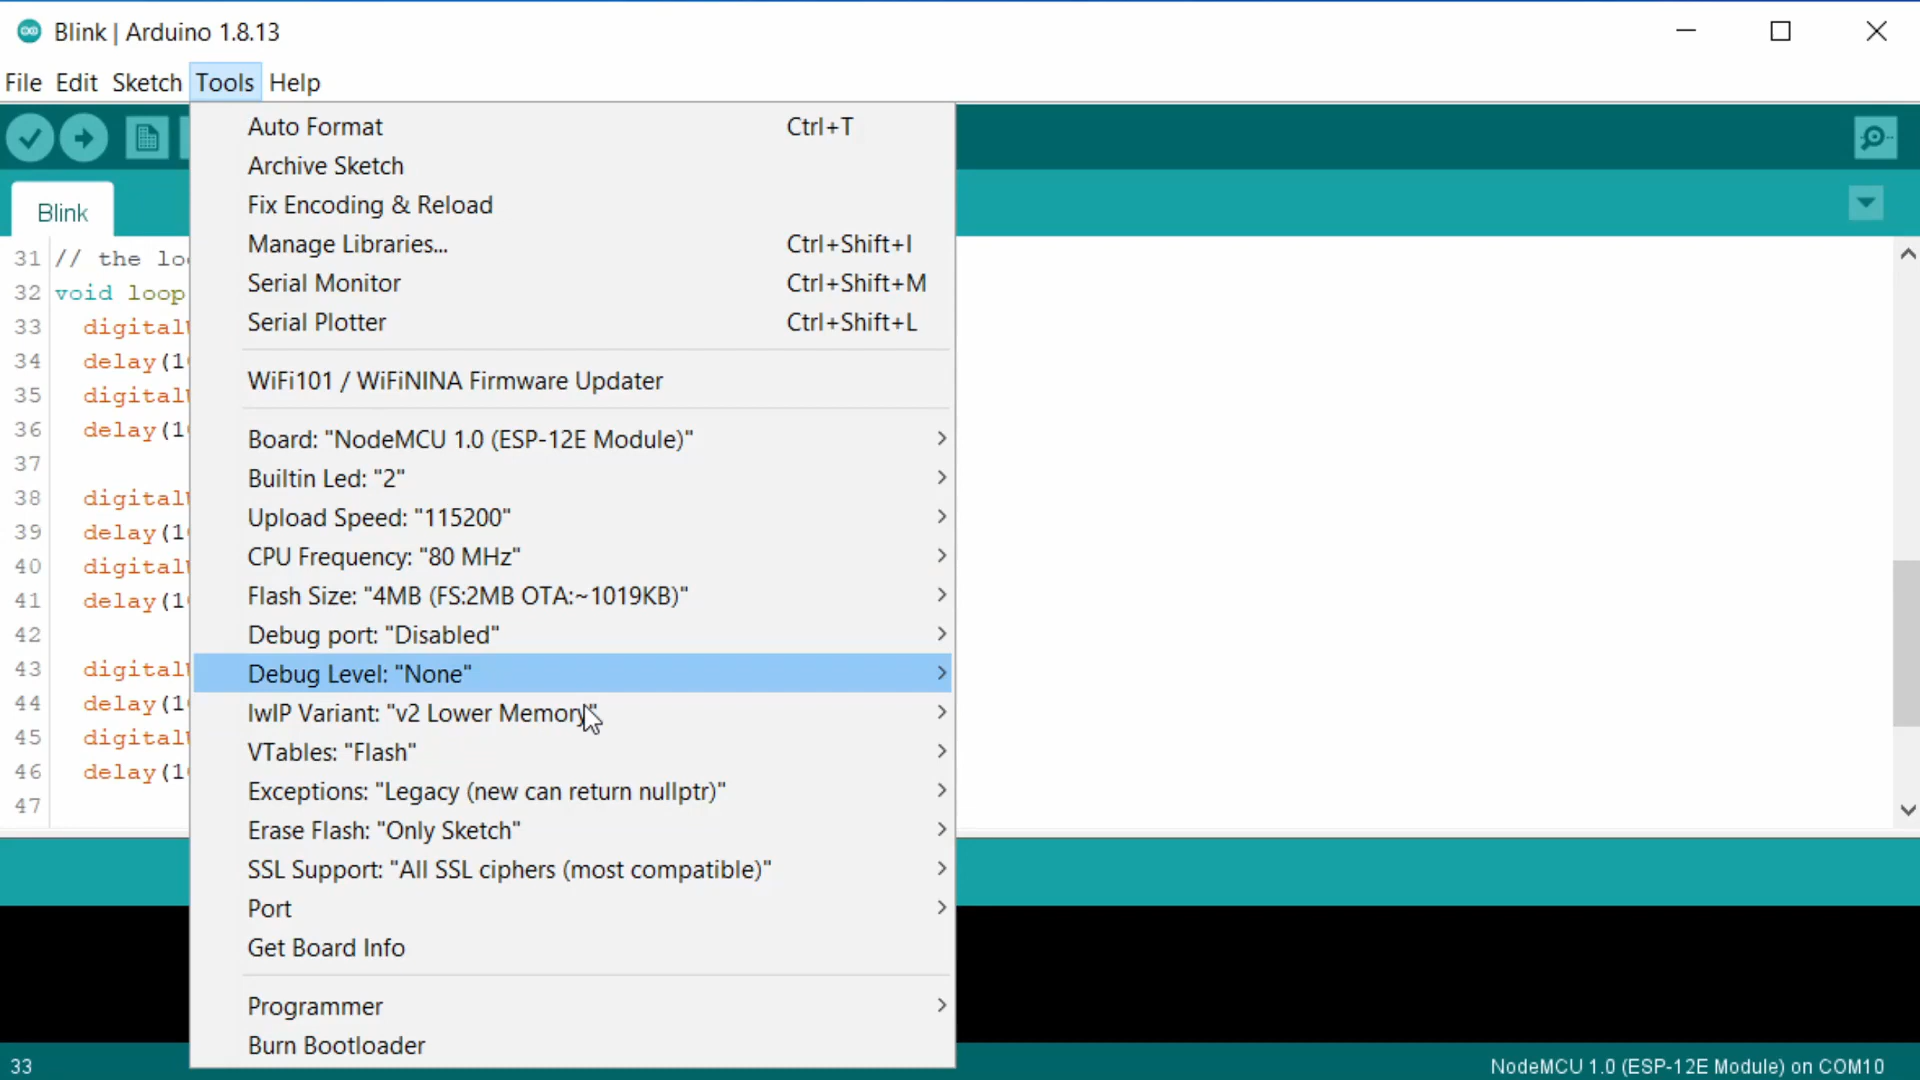 Blink | Arduino 1.8.13
File Edit Sketch Tools Help
Auto Format Ctrl+T
Archive Sketch
Fix Encoding & Reload
Manage Libraries... Ctrl+Shift+I
Serial Monitor Ctrl+Shift+M
Serial Plotter Ctrl+Shift+L
WiFi101 / WiFiNINA Firmware Updater
Board: "NodeMCU 1.0 (ESP-12E Module)"
Builtin Led: "2"
Upload Speed: "115200"
CPU Frequency: "80 MHz"
Flash Size: "4MB (FS:2MB OTA:~1019KB)"
Debug port: "Disabled"
Debug Level: "None"
lwIP Variant: "v2 Lower Memory"
VTables: "Flash"
Exceptions: "Legacy (new can return nullptr)"
Erase Flash: "Only Sketch"
SSL Support: "All SSL ciphers (most compatible)"
Port
Get Board Info
Programmer
Burn Bootloader
Blink
31 // the lo
32 void loop
33 digital
34 delay(1
35 digital
36 delay(1
37
38 digital
39 delay(1
40 digital
41 delay(1
42
43 digital
44 delay(1
45 digital
46 delay(1
47
33
NodeMCU 1.0 (ESP-12E Module) on COM10